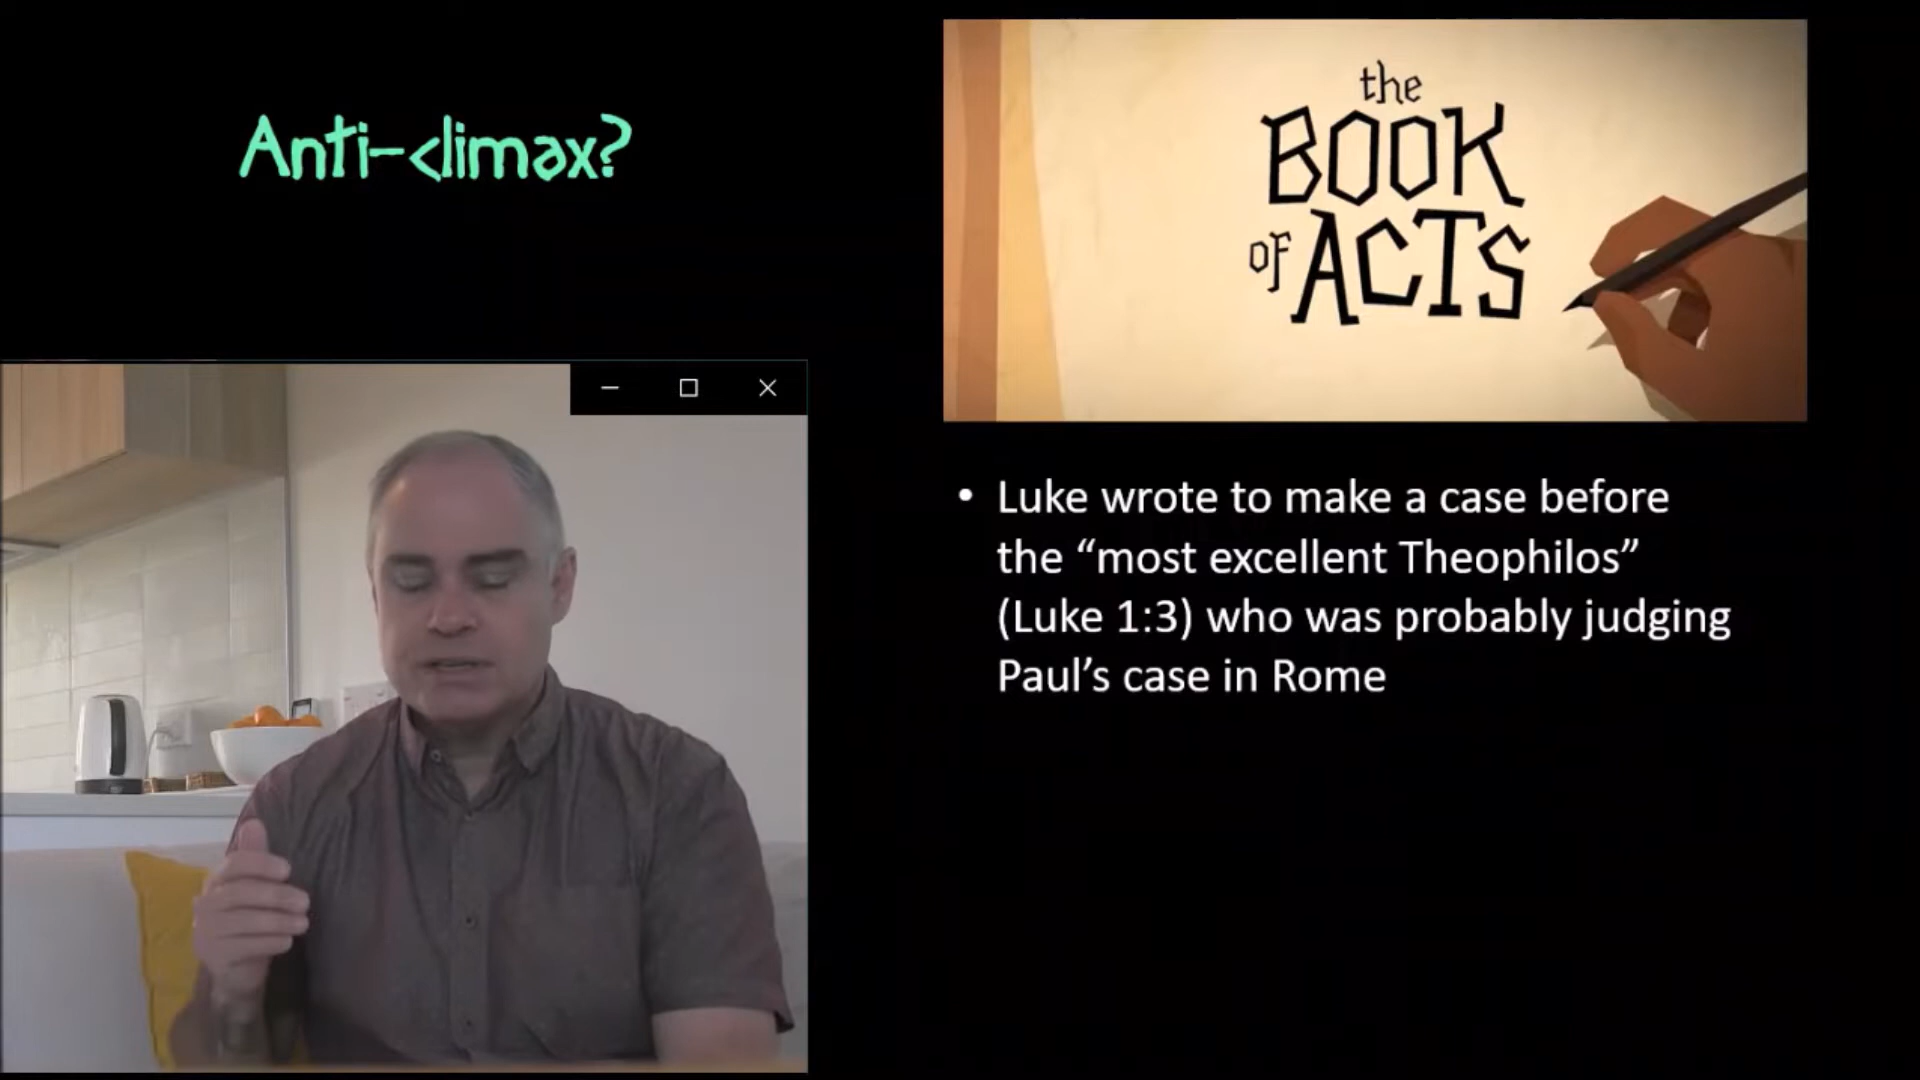 Anti-climax?
the
BOOK
OF ACTS
• Luke wrote to make a case before
the “most excellent Theophilos”
(Luke 1:3) who was probably judging
Paul’s case in Rome